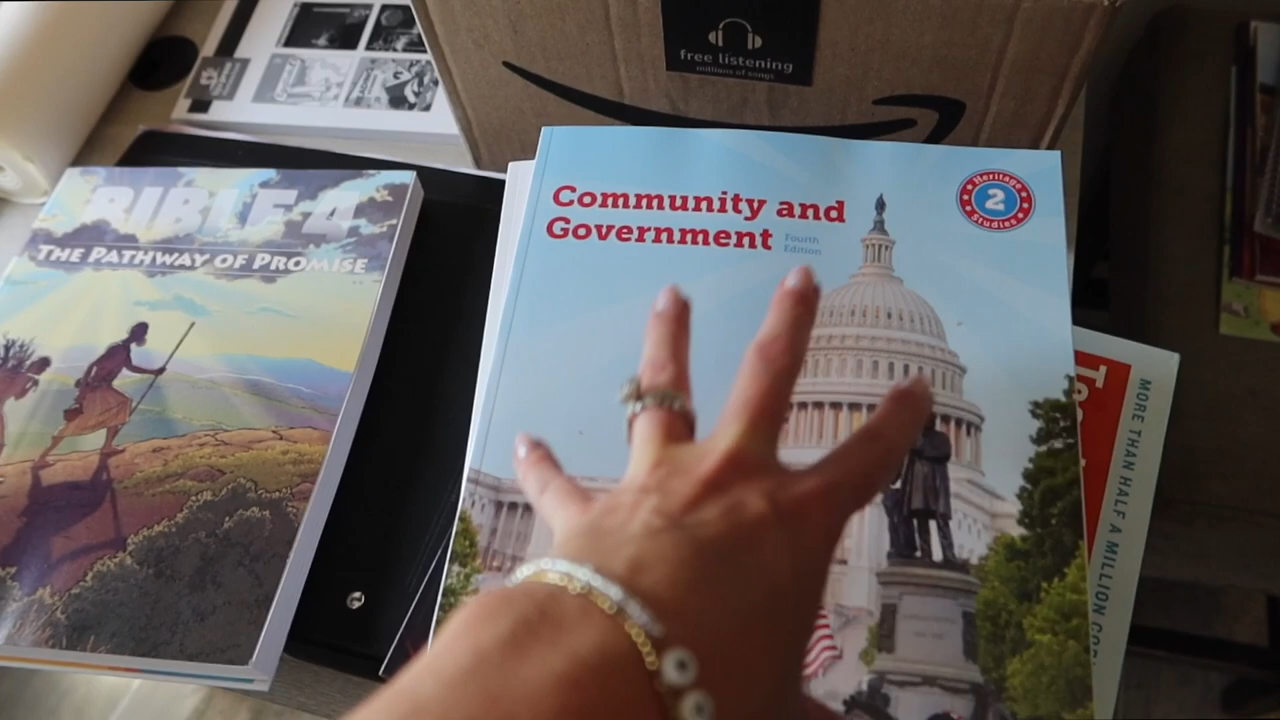 free listening
millions of songs
BIBLE 4
THE PATHWAY OF PROMISE
Community and
Government
Fourth
Edition
Heritage
2
Studies
MORE THAN HALF A MILLION